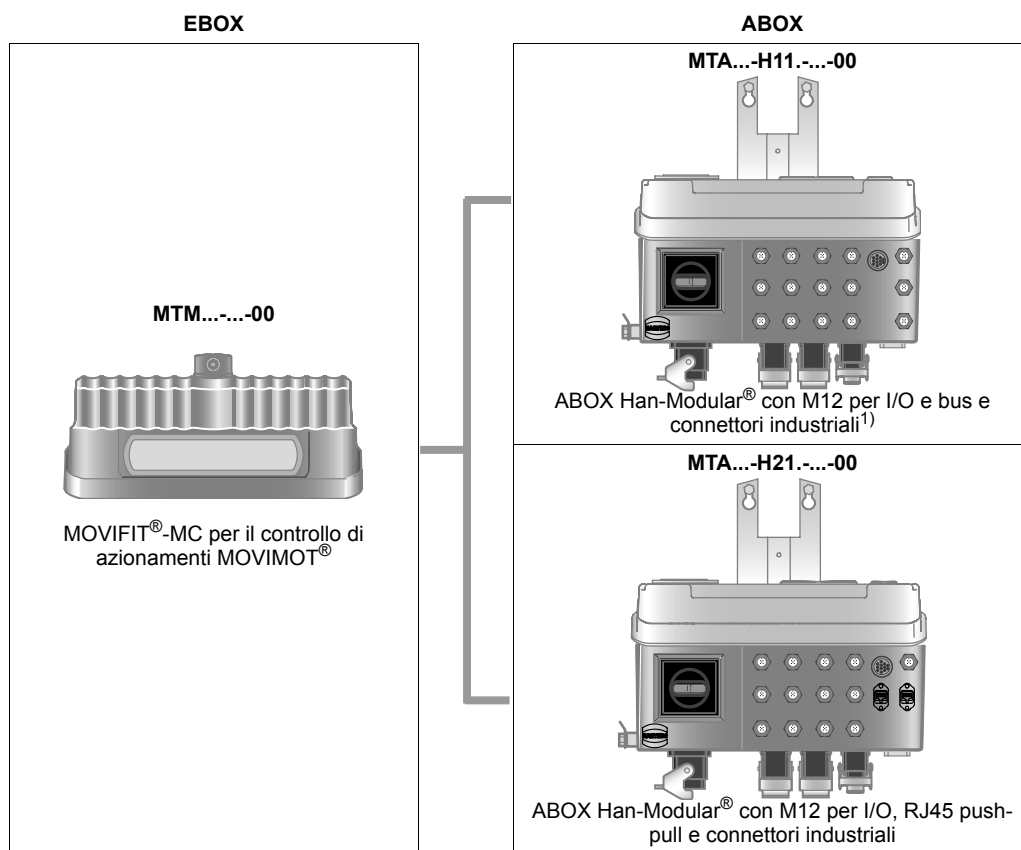 EBOX
MTM...-...-00
MOVIFIT®-MC per il controllo di
azionamenti MOVIMOT®
ABOX
MTA...-H11.-...-00
ABOX Han-Modular® con M12 per I/O e bus e
connettori industriali1)
MTA...-H21.-...-00
ABOX Han-Modular® con M12 per I/O, RJ45 push-
pull e connettori industriali